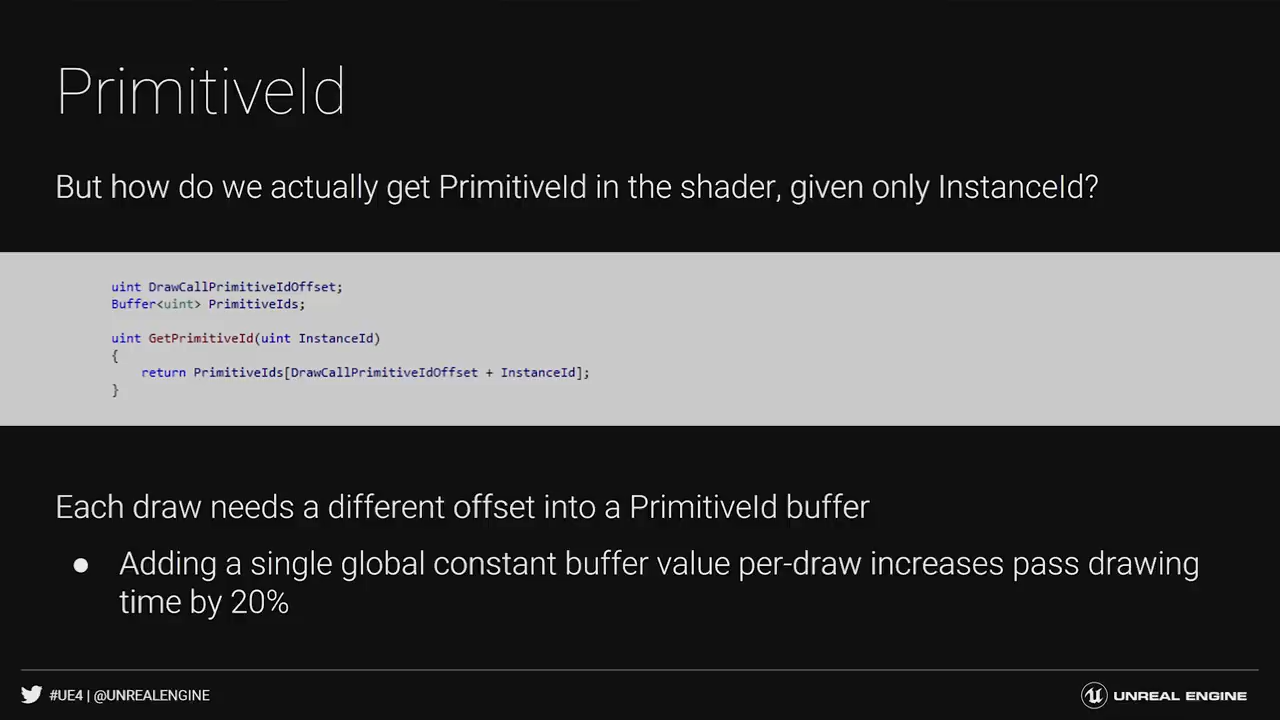 PrimitiveId
But how do we actually get PrimitiveId in the shader, given only InstanceId?
uint DrawCallPrimitiveIdOffset;
Buffer<uint> PrimitiveIds;
uint GetPrimitiveId(uint InstanceId)
{
return PrimitiveIds[DrawCallPrimitiveIdOffset + InstanceId];
}
Each draw needs a different offset into a PrimitiveId buffer
● Adding a single global constant buffer value per-draw increases pass drawing
time by 20%
#UE4 | @UNREALENGINE
UNREAL ENGINE